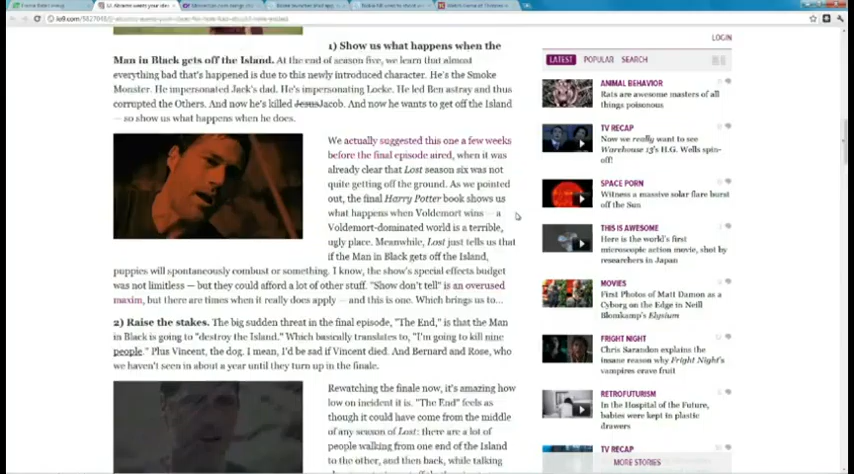 io9.com/5827048/
LOGIN
1) Show us what happens when the
Man in Black gets off the Island. At the end of season five, we learn that almost
everything bad that's happened is due to this newly introduced character. He's the Smoke
Monster. He impersonated Jack's dad. He's impersonating Locke. He led Ben astray and thus
corrupted the Others. And now he's killed JesusJacob. And now he wants to get off the Island
— so show us what happens when he does.
We actually suggested this one a few weeks
before the final episode aired, when it was
already clear that Lost season six was not
quite getting off the ground. As we pointed
out, the final Harry Potter book shows us
what happens when Voldemort wins — a
Voldemort-dominated world is a terrible,
ugly place. Meanwhile, Lost just tells us that
if the Man in Black gets off the Island,
puppies will spontaneously combust or something. I know, the show's special effects budget
was not limitless — but they could afford a lot of other stuff. "Show don't tell" is an overused
maxim, but there are times when it really does apply — and this is one. Which brings us to...
2) Raise the stakes. The big sudden threat in the final episode, "The End," is that the Man
in Black is going to "destroy the Island." Which basically translates to, "I'm going to kill nine
people." Plus Vincent, the dog. I mean, I'd be sad if Vincent died. And Bernard and Rose, who
we haven't seen in about a year until they turn up in the finale.
Rewatching the finale now, it's amazing how
low on incident it is. "The End" feels as
though it could have come from the middle
of any season of Lost: there are a lot of
people walking from one end of the Island
to the other, and then back, while talking
LATEST POPULAR SEARCH
ANIMAL BEHAVIOR
Rats are awesome masters of all
things poisonous
TV RECAP
Now we really want to see
Warehouse 13's H.G. Wells spin-
off!
SPACE PORN
Witness a massive solar flare burst
off the Sun
THIS IS AWESOME
Here is the world's first
microscopic action movie, shot by
researchers in Japan
MOVIES
First Photos of Matt Damon as a
Cyborg on the Edge in Neill
Blomkamp's Elysium
FRIGHT NIGHT
Chris Sarandon explains the
insane reason why Fright Night's
vampires crave fruit
RETROFUTURISM
In the Hospital of the Future,
babies were kept in plastic
drawers
TV RECAP
MORE STORIES